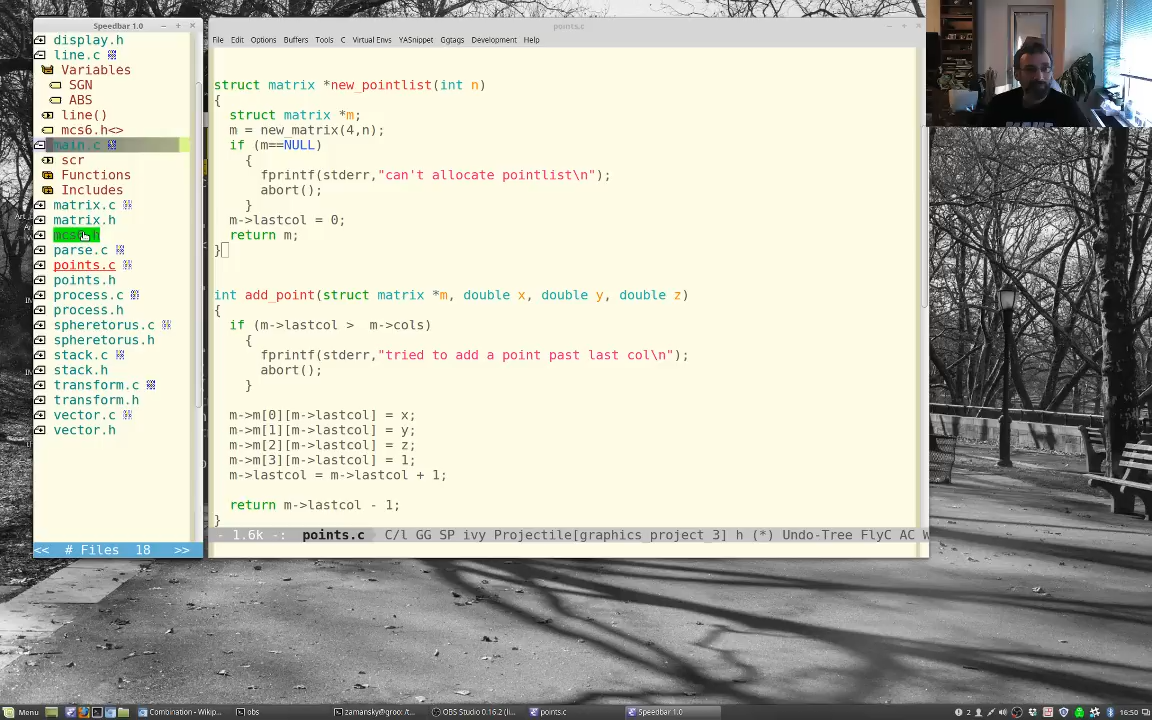 Speedbar 1.0
display.h
line.c
Variables
SGN
ABS
line()
mcs6.h<>
main.c
scr
Functions
Includes
matrix.c
matrix.h
parse.c
points.c
points.h
process.c
process.h
spheretorus.c
spheretorus.h
stack.c
stack.h
transform.c
transform.h
vector.c
vector.h
<< # Files 18 >>
points.c
File Edit Options Buffers Tools C Virtual Envs YASnippet Ggtags Development Help
struct matrix *new_pointlist(int n)
{
struct matrix *m;
m = new_matrix(4,n);
if (m==NULL)
{
fprintf(stderr,"can't allocate pointlist\n");
abort();
}
m->lastcol = 0;
return m;
}
int add_point(struct matrix *m, double x, double y, double z)
{
if (m->lastcol > m->cols)
{
fprintf(stderr,"tried to add a point past last col\n");
abort();
}
m->m[0][m->lastcol] = x;
m->m[1][m->lastcol] = y;
m->m[2][m->lastcol] = z;
m->m[3][m->lastcol] = 1;
m->lastcol = m->lastcol + 1;
return m->lastcol - 1;
}
- 1.6k -: points.c C/l GG SP ivy Projectile[graphics project_3] h (*) Undo-Tree FlyC AC
Menu Combination - Wikip... obs zamansky@groo: /t... OBS Studio 0.16.2 (li... points.c Speedbar 1.0 2 16:50